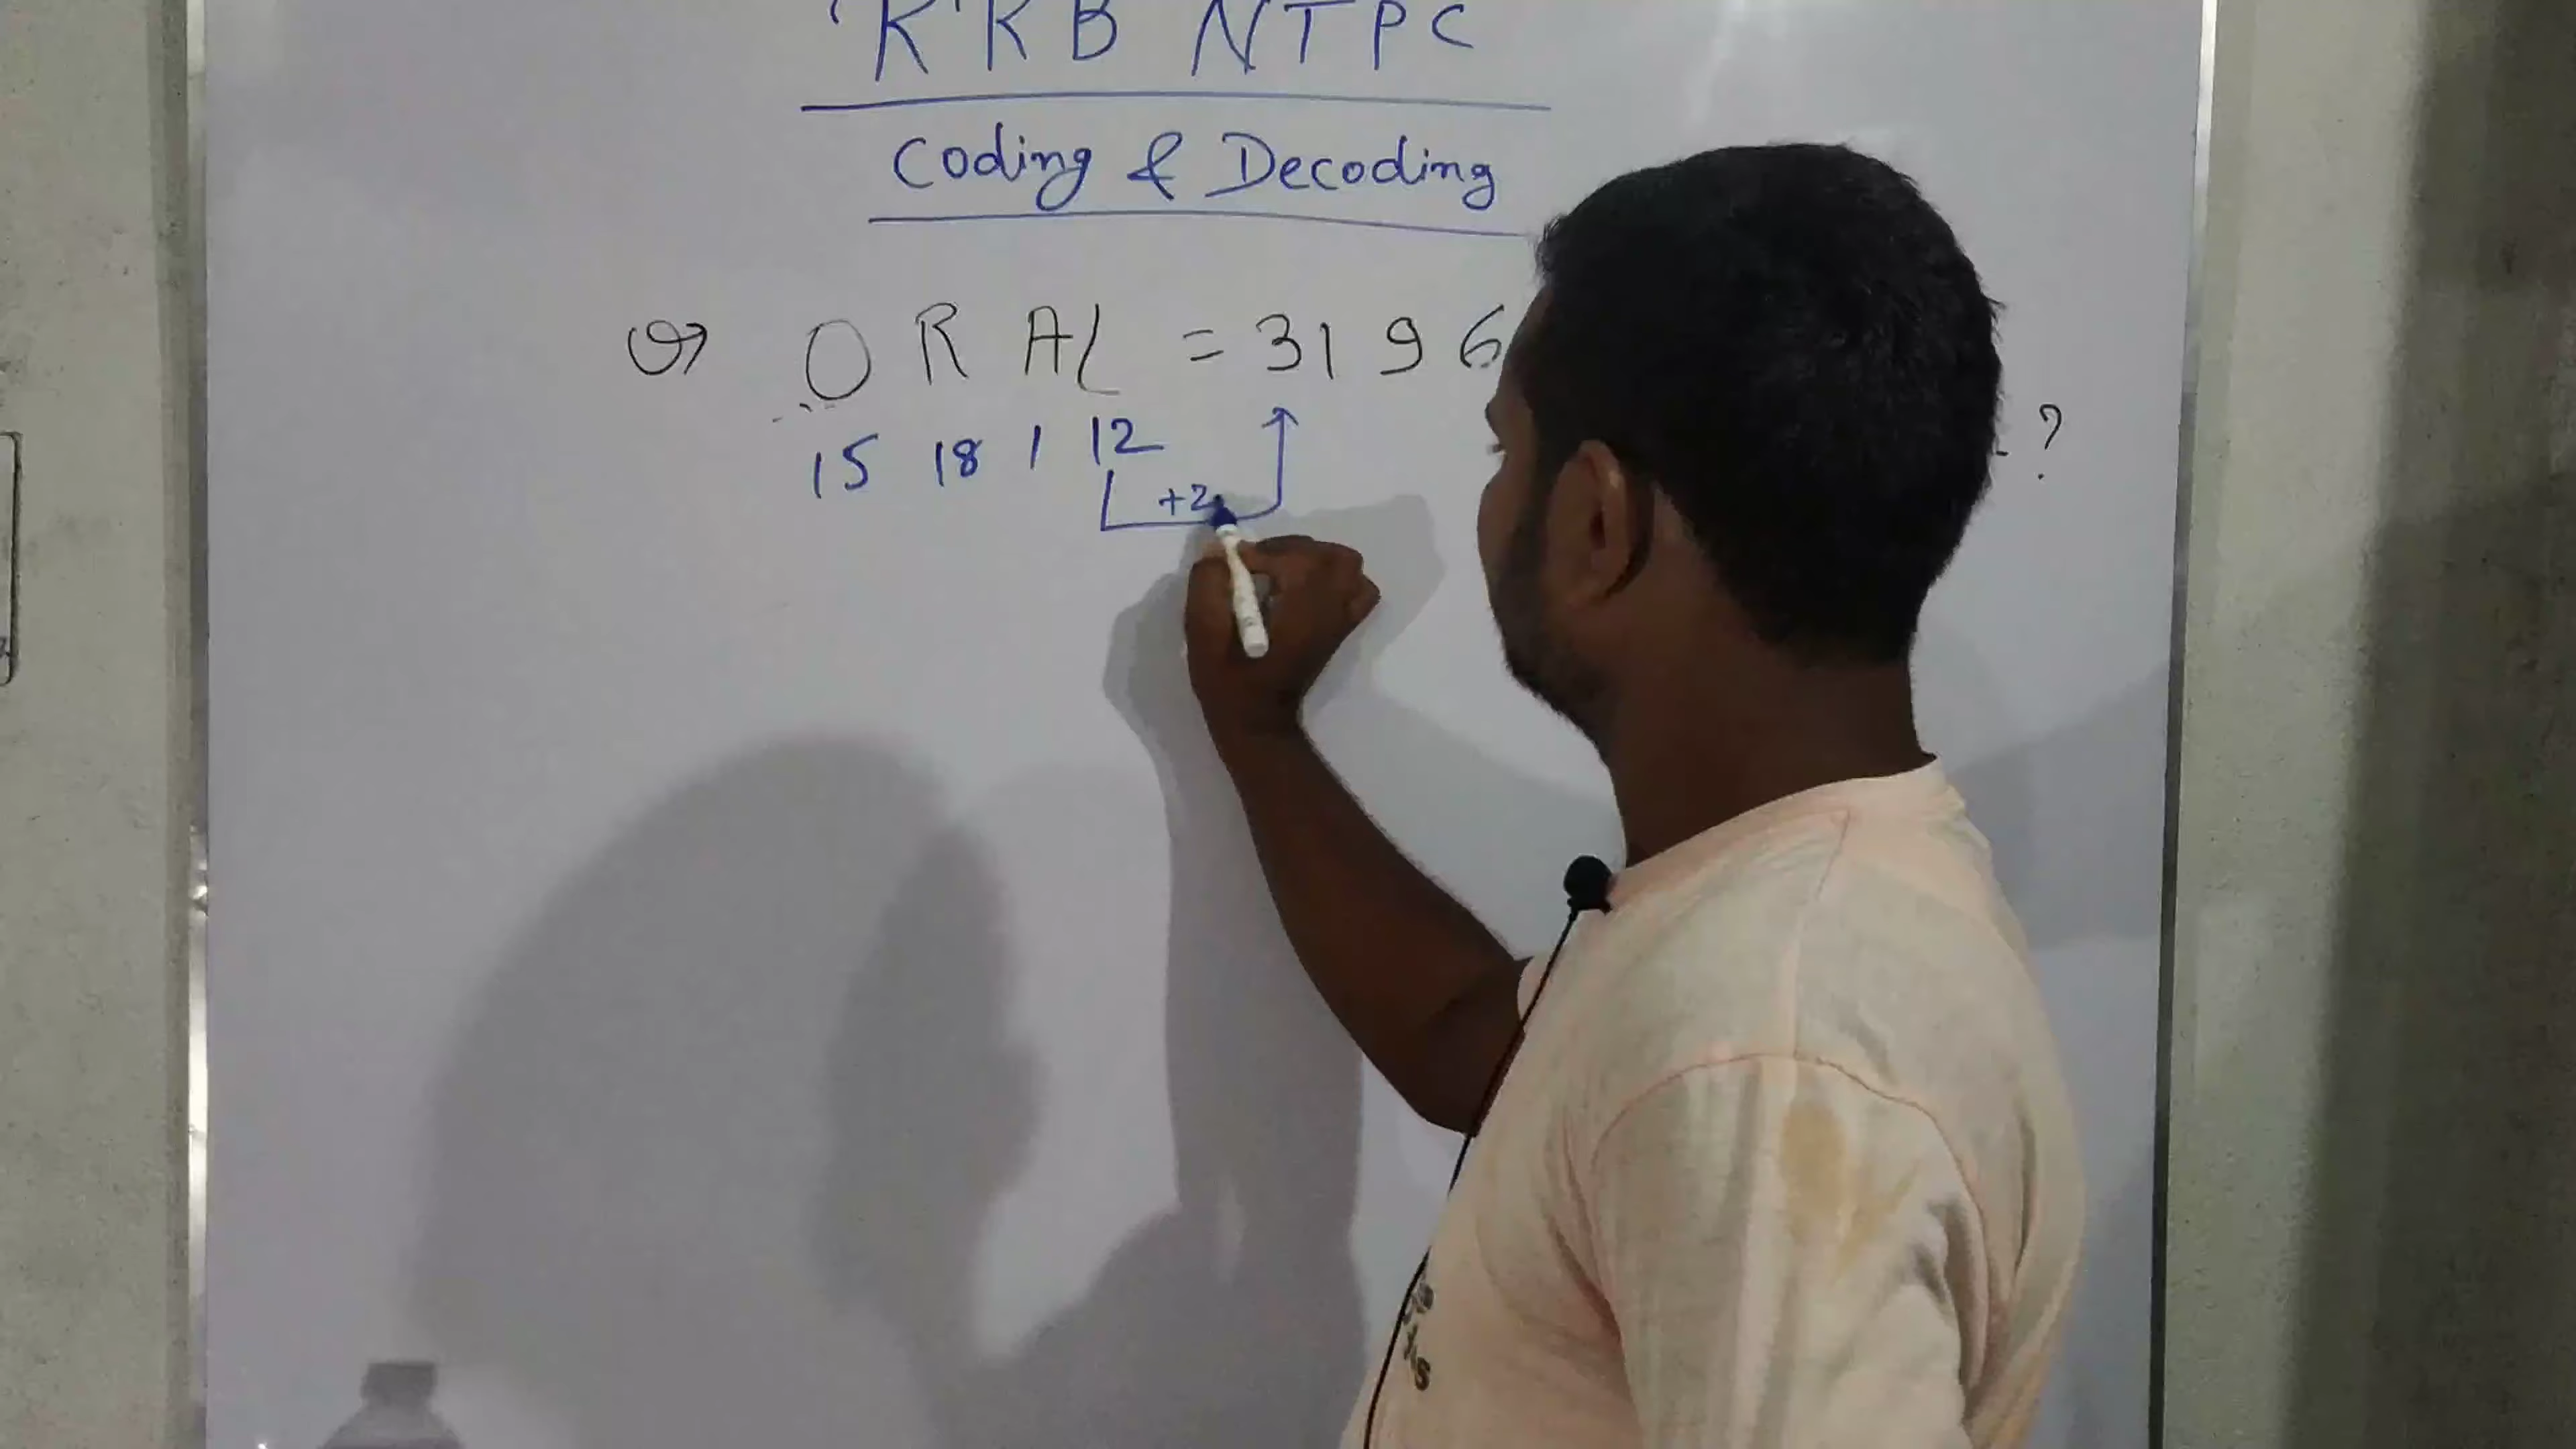 RRB NTPC
Coding & Decoding
ORAL = 3196
?
15 18 1 12
+2